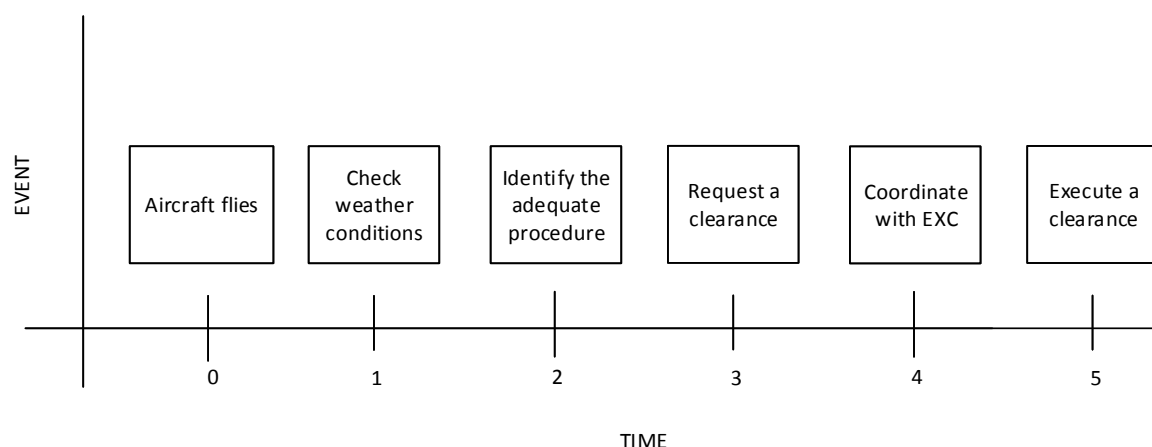 EVENT
Aircraft flies
Check
weather
conditions
Identify the
adequate
procedure
Request a
clearance
Coordinate
with EXC
Execute a
clearance
0
1
2
3
4
5
TIME